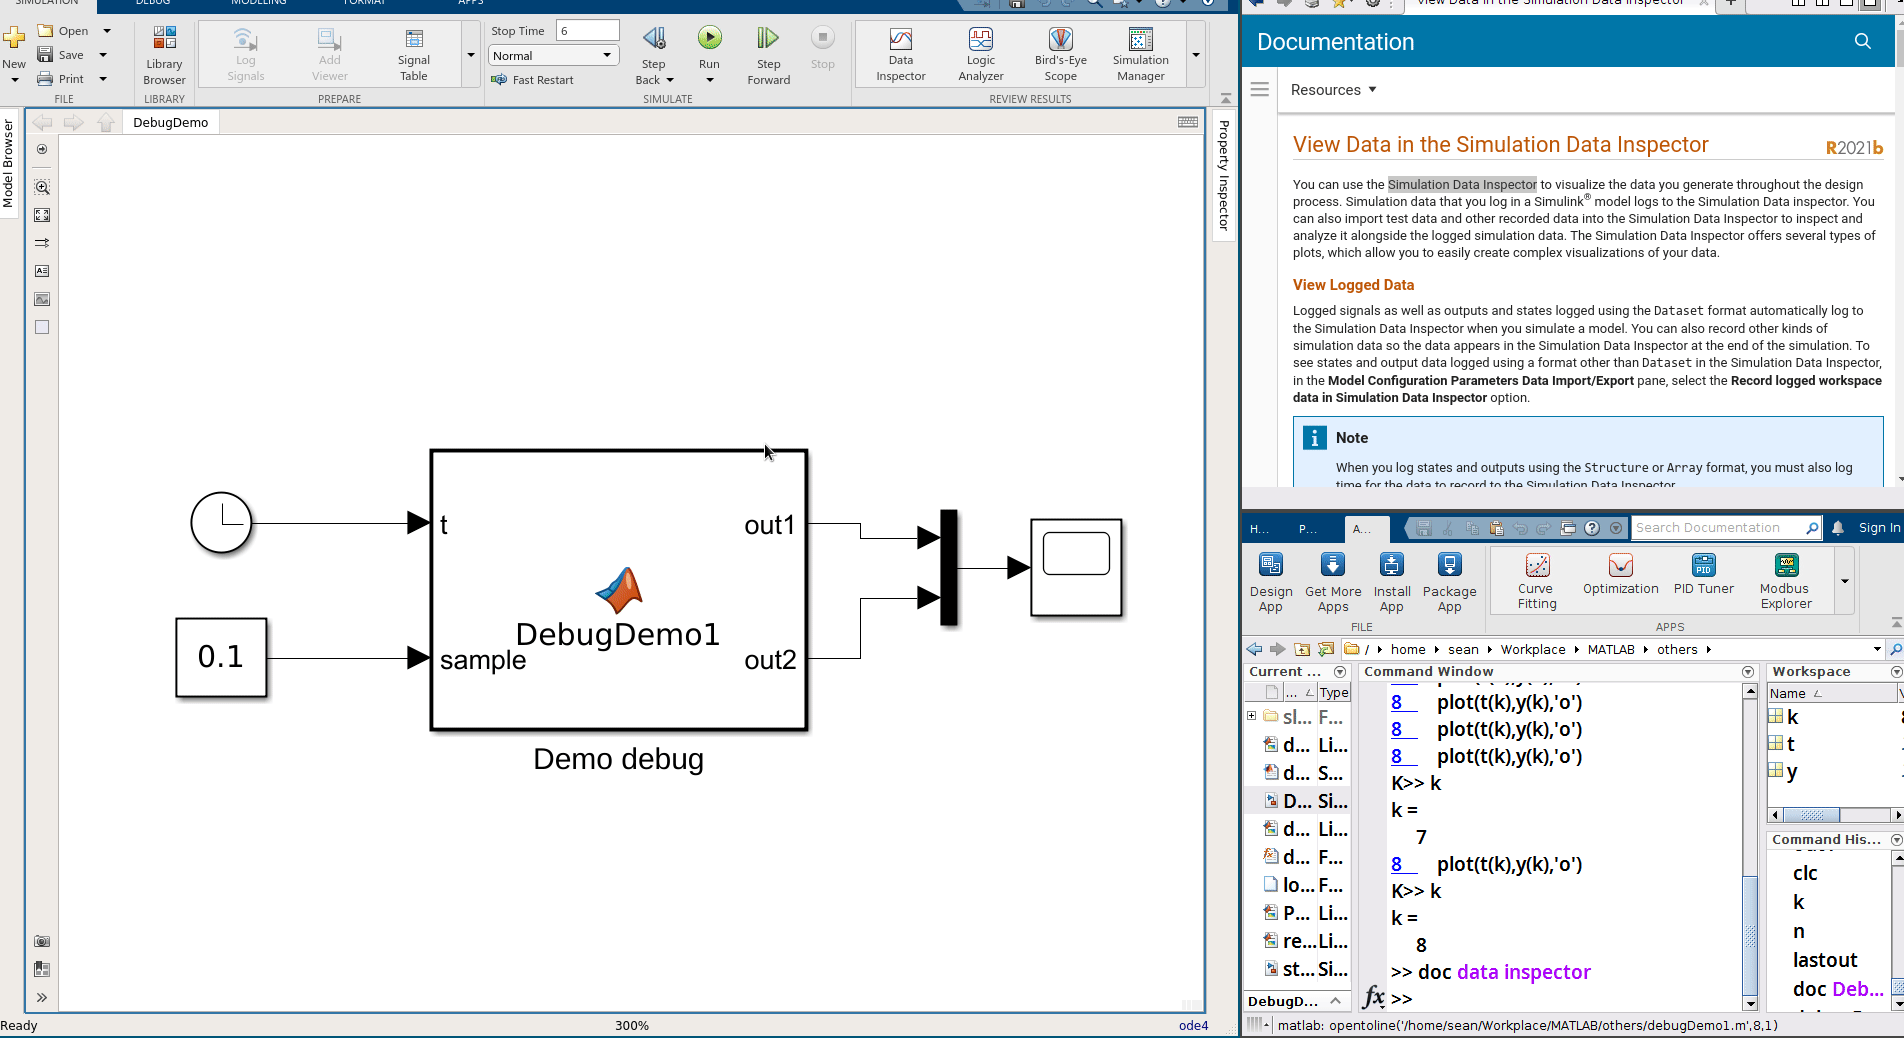 SIMULATION DEBUG MODELING FORMAT APPS
New
Open
Save
Print
FILE
Library
Browser
LIBRARY
Log
Signals
Add
Viewer
Signal
Table
PREPARE
Stop Time 6
Normal
Fast Restart
Step
Back
Run
Step
Forward
Stop
SIMULATE
Data
Inspector
Logic
Analyzer
Bird's-Eye
Scope
Simulation
Manager
REVIEW RESULTS
Model Browser
DebugDemo
Property Inspector
t
sample
out1
out2
DebugDemo1
0.1
Demo debug
Ready
300%
ode4
View Data in the Simulation Data Inspector
Documentation
Resources
View Data in the Simulation Data Inspector
R2021b
You can use the Simulation Data Inspector to visualize the data you generate throughout the design
process. Simulation data that you log in a Simulink® model logs to the Simulation Data Inspector. You
can also import test data and other recorded data into the Simulation Data Inspector to inspect and
analyze it alongside the logged simulation data. The Simulation Data Inspector offers several types of
plots, which allow you to easily create complex visualizations of your data.
View Logged Data
Logged signals as well as outputs and states logged using the Dataset format automatically log to
the Simulation Data Inspector when you simulate a model. You can also record other kinds of
simulation data so the data appears in the Simulation Data Inspector at the end of the simulation. To
see states and output data logged using a format other than Dataset in the Simulation Data Inspector,
in the Model Configuration Parameters Data Import/Export pane, select the Record logged workspace
data in Simulation Data Inspector option.
i Note
When you log states and outputs using the Structure or Array format, you must also log
time for the data to record to the Simulation Data Inspector.
H... P... A...
Search Documentation
Sign In
Design
App
Get More
Apps
Install
App
Package
App
FILE
Curve
Fitting
Optimization
PID Tuner
Modbus
Explorer
APPS
/ home sean Workplace MATLAB others
Current ...
... Type
sl... F...
d... Li...
d... S...
D... Si...
d... Li...
d... F...
lo... F...
P... Li...
re... Li...
st... Si...
DebugD...
Command Window
8 plot(t(k),y(k),'o')
8 plot(t(k),y(k),'o')
8 plot(t(k),y(k),'o')
K>> k
k =
7
8 plot(t(k),y(k),'o')
K>> k
k =
8
>> doc data inspector
fx >>
Workspace
Name
k
t
y
Command His...
clc
k
n
lastout
doc Deb...
matlab: opentoline('/home/sean/Workplace/MATLAB/others/debugDemo1.m',8,1)